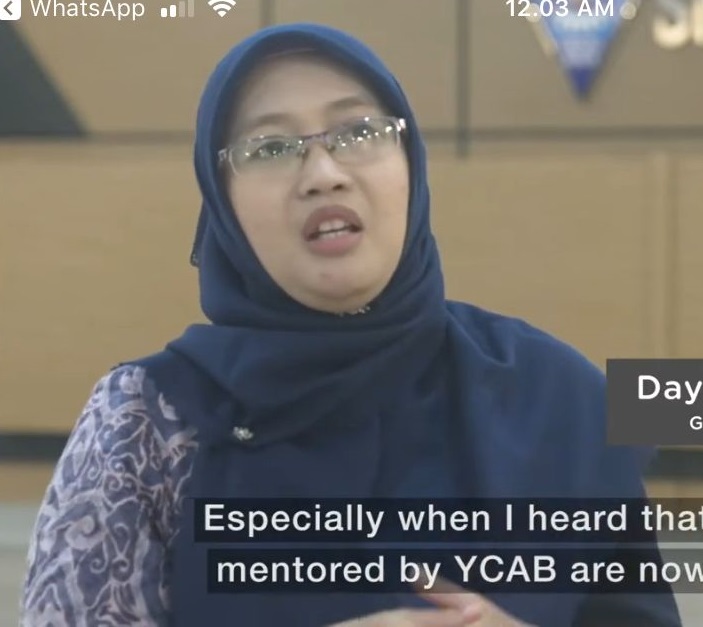 WhatsApp 12.03 AM
Day
G
Especially when I heard that
mentored by YCAB are now